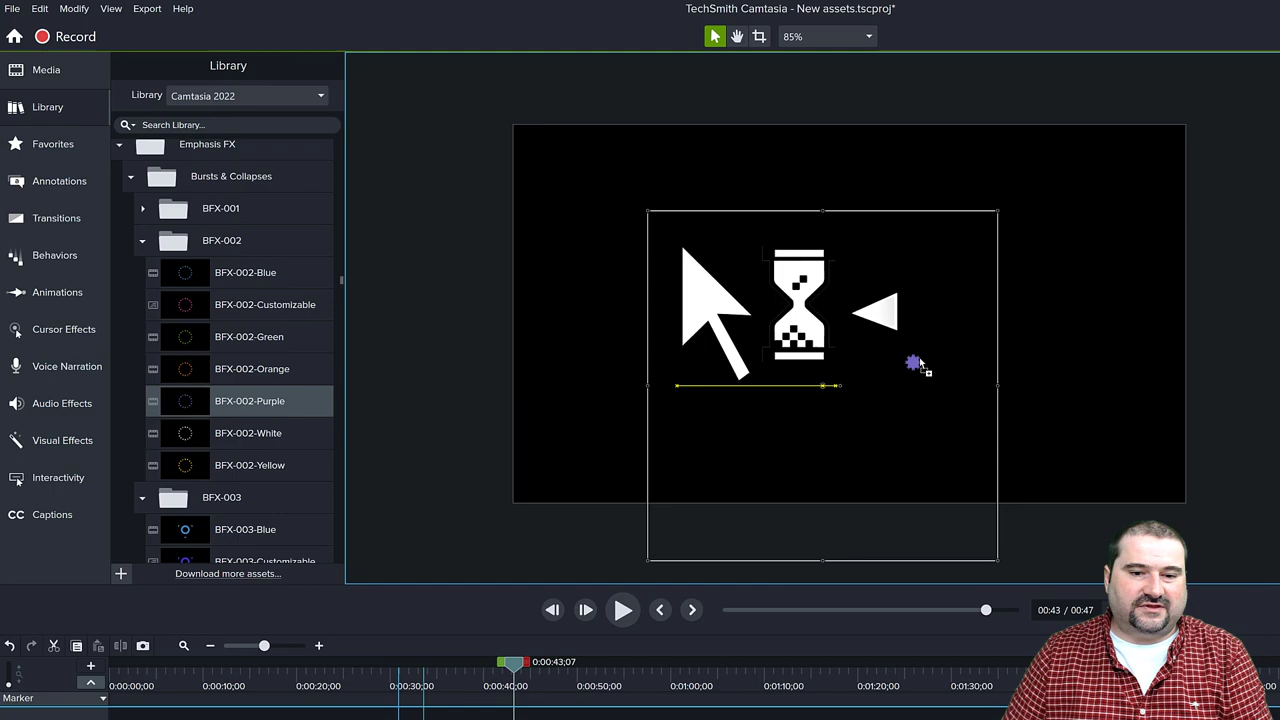 File Edit Modify View Export Help
TechSmith Camtasia - New assets.tscproj*
Record
85%
Media
Library
Favorites
Annotations
Transitions
Behaviors
Animations
Cursor Effects
Voice Narration
Audio Effects
Visual Effects
Interactivity
CC Captions
Library
Library Camtasia 2022
Search Library...
Emphasis FX
Bursts & Collapses
BFX-001
BFX-002
BFX-002-Blue
BFX-002-Customizable
BFX-002-Green
BFX-002-Orange
BFX-002-Purple
BFX-002-White
BFX-002-Yellow
BFX-003
BFX-003-Blue
BFX-003-Customizable
Download more assets...
00:43 / 00:47
0:00:43;07
0:00:00;00 0:00:10;00 0:00:20;00 0:00:30;00 0:00:40;00 0:00:50;00 0:01:00;00 0:01:10;00 0:01:20;00 0:01:30;00
Marker